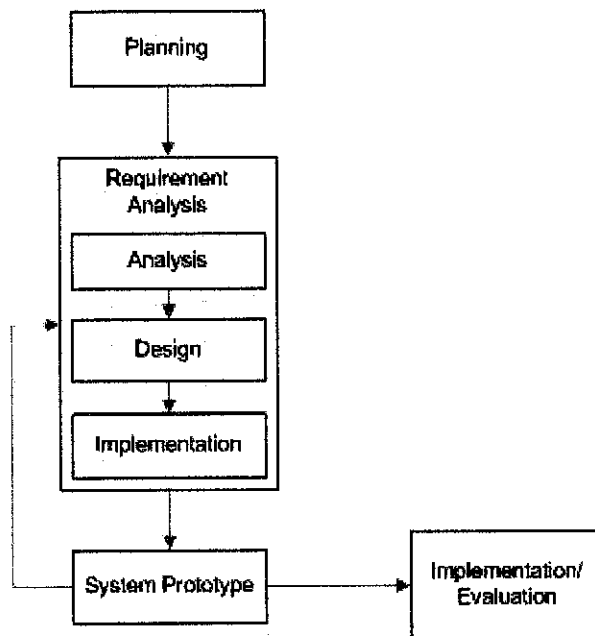 Planning
Requirement
Analysis
Analysis
Design
Implementation
System Prototype
Implementation/
Evaluation